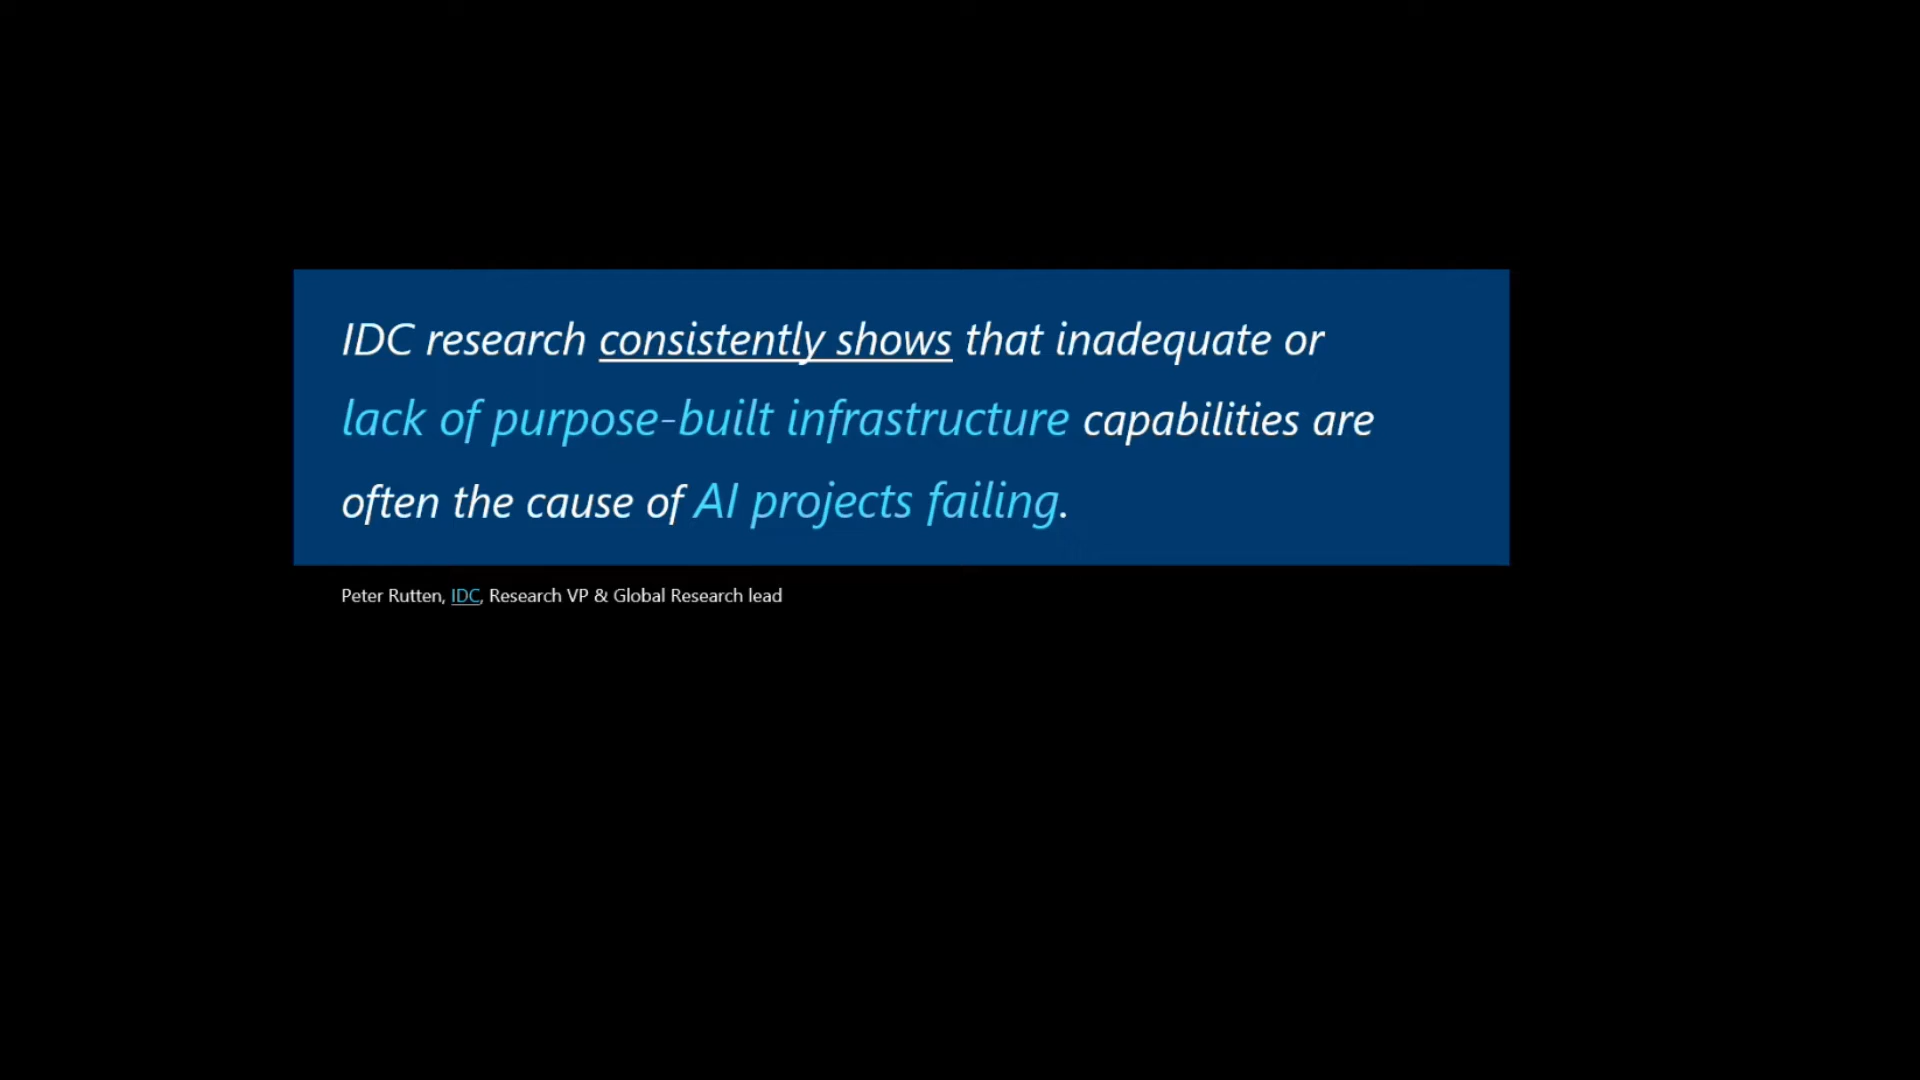 IDC research consistently shows that inadequate or
lack of purpose-built infrastructure capabilities are
often the cause of AI projects failing.
Peter Rutten, IDC, Research VP & Global Research lead